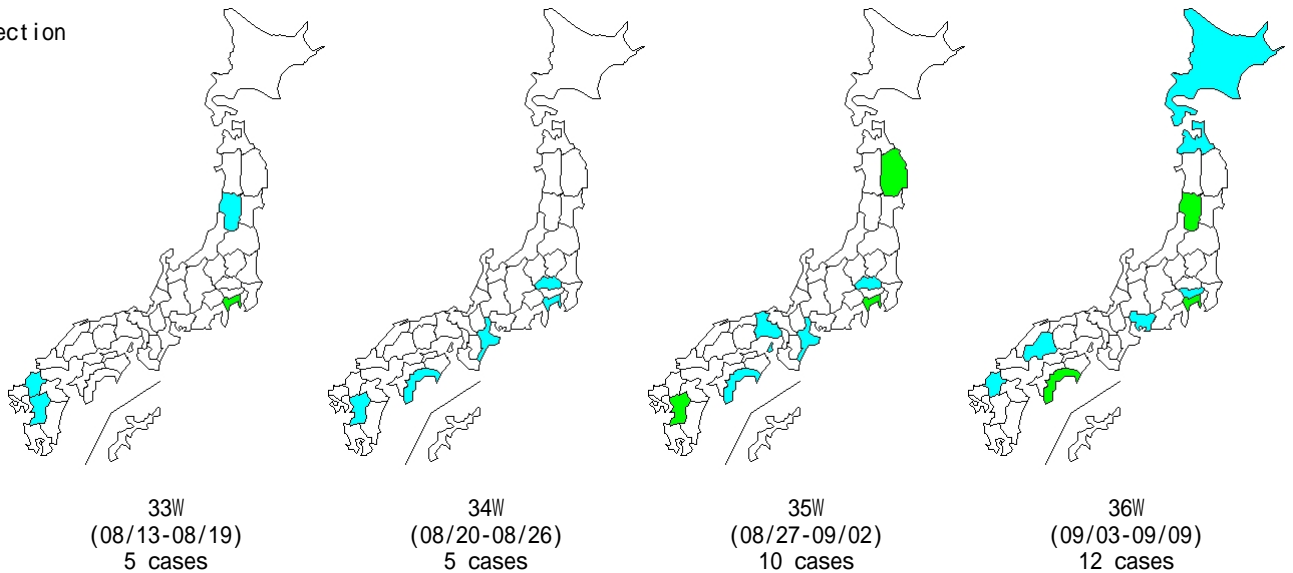 ection
33W
(08/13-08/19)
5 cases
34W
(08/20-08/26)
5 cases
35W
(08/27-09/02)
10 cases
36W
(09/03-09/09)
12 cases